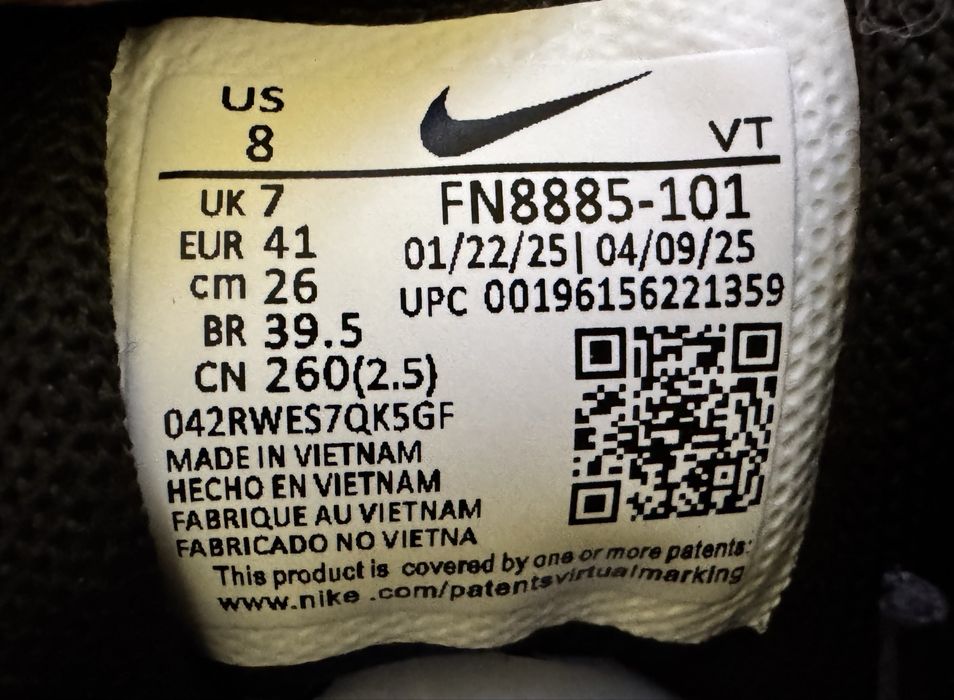 US
8
VT
UK 7
FN8885-101
EUR 41
01/22/25| 04/09/25
cm 26
UPC 00196156221359
BR 39.5
CN 260(2.5)
042RWES7QK5GF
MADE IN VIETNAM
HECHO EN VIETNAM
FABRIQUE AU VIETNAM
FABRICADO NO VIETNA
This product is covered by one or more patents:
www.nike .com/patentsvirtualmarking